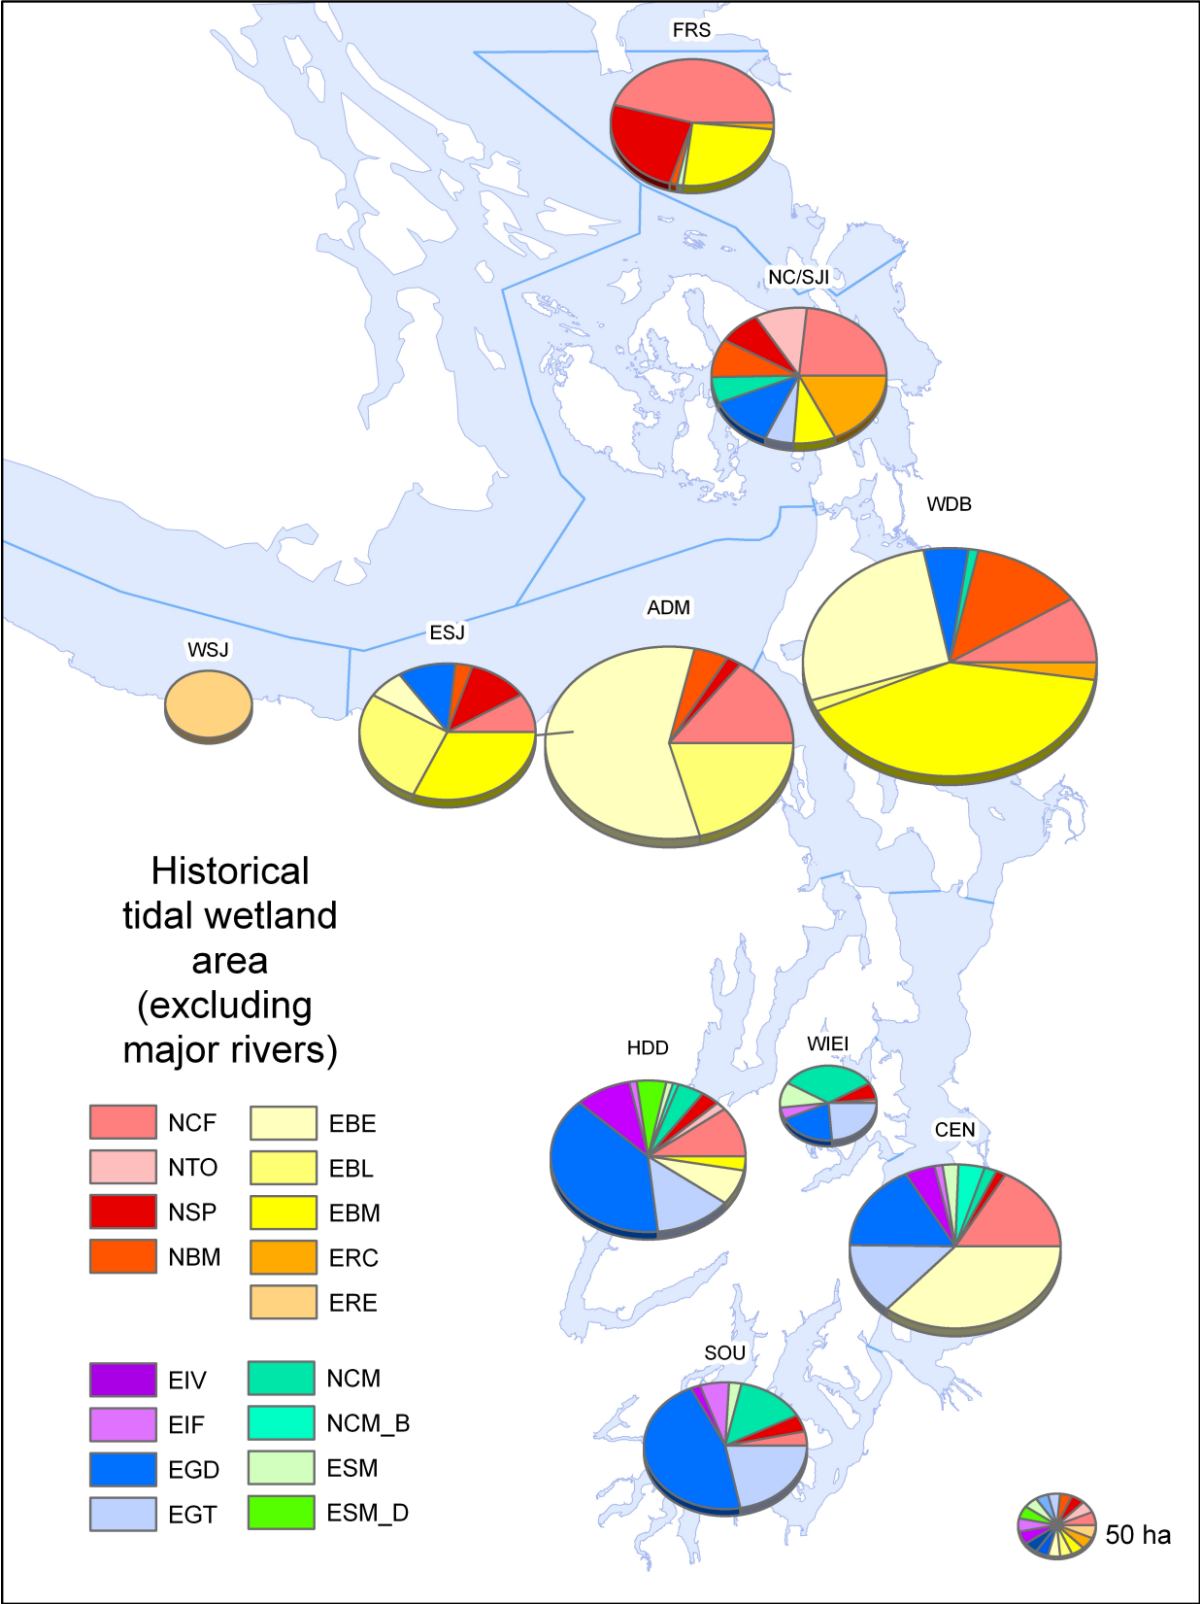 FRS
NC/SJI
WDB
ADM
ESJ
WSJ
Historical
tidal wetland
area
(excluding
major rivers)
HDD
WIEI
CEN
SOU
NCF
NTO
NSP
NBM
EBE
EBL
EBM
ERC
ERE
EIV
EIF
EGD
EGT
NCM
NCM_B
ESM
ESM_D
50 ha